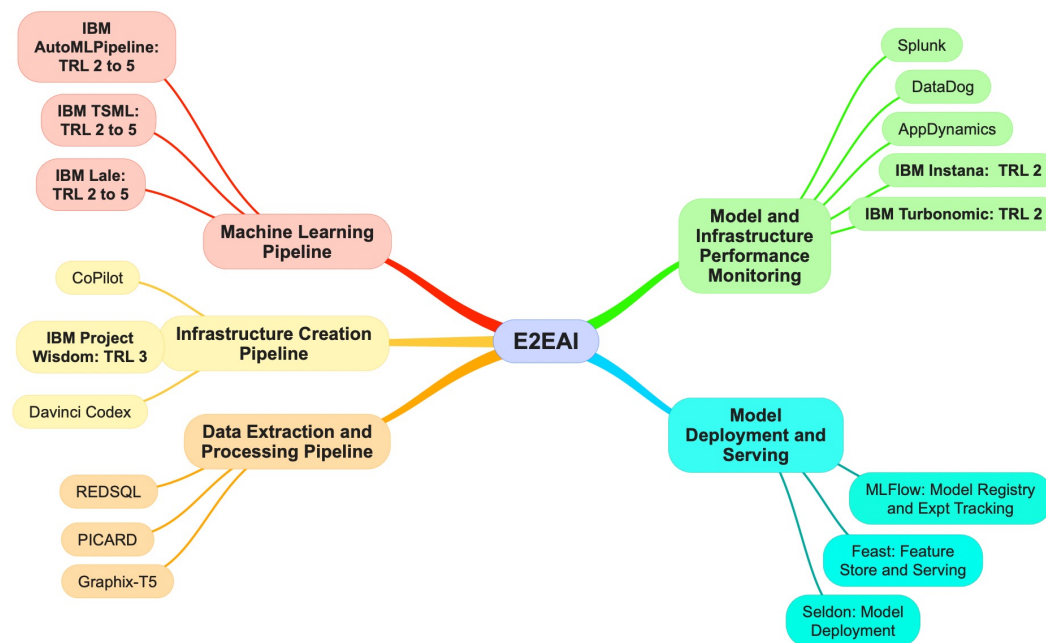 IBM
AutoMLPipeline:
TRL 2 to 5
IBM TSML:
TRL 2 to 5
IBM Lale:
TRL 2 to 5
Machine Learning
Pipeline
CoPilot
IBM Project
Wisdom: TRL 3
Davinci Codex
Infrastructure Creation
Pipeline
Data Extraction and
Processing Pipeline
REDSQL
PICARD
Graphix-T5
E2EAI
Splunk
DataDog
AppDynamics
IBM Instana: TRL 2
IBM Turbonomic: TRL 2
Model and
Infrastructure
Performance
Monitoring
Model
Deployment and
Serving
MLFlow: Model Registry
and Expt Tracking
Feast: Feature
Store and Serving
Seldon: Model
Deployment